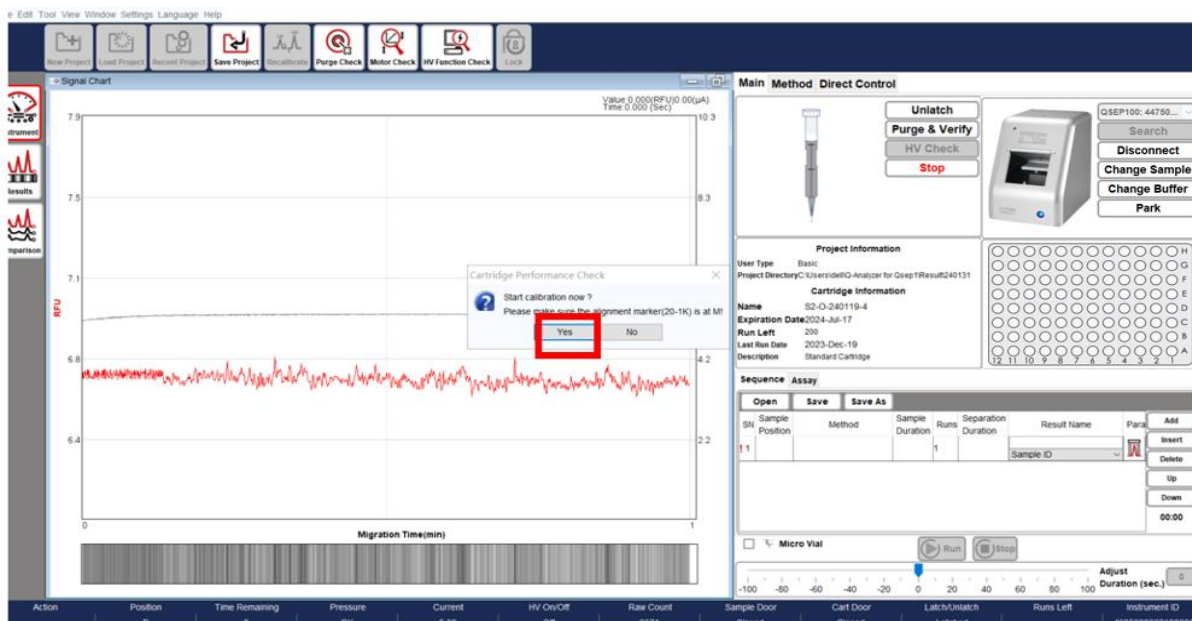 e Edit Tool View Window Settings Language Help
New Project Load Project Recent Project Save Project Recalibrate Purge Check Motor Check HV Function Check Lock
Signal Chart
Value:0.000(RFU)0.00(μA)
Time:0.000 (Sec)
7.9
10.3
7.5
8.3
7.1
6.8
4.2
6.4
2.2
RFU
0
1
Migration Time(min)
strument
Results
mparison
Cartridge Performance Check
Start calibration now ?
Please make sure the alignment marker(20-1K) is at M!
Yes
No
Main Method Direct Control
Unlatch
Purge & Verify
HV Check
Stop
QSEP100: 44750...
Search
Disconnect
Change Sample
Change Buffer
Park
Project Information
User Type Basic
Project Directory C:\Users\dell\Q-Analyzer for Qsep1\Result\240131
Cartridge Information
Name S2-O-240119-4
Expiration Date 2024-Jul-17
Run Left 200
Last Run Date 2023-Dec-19
Description Standard Cartridge
H
G
F
E
D
C
B
A
12 11 10 9 8 7 6 5 4 3 2 1
Sequence Assay
Open Save Save As
SN Sample Position Method Sample Duration Runs Separation Duration Result Name Para
! 1 1 Sample ID
Add
Insert
Delete
Up
Down
00:00
Micro Vial
Run
Stop
-100 -80 -60 -40 -20 0 20 40 60 80 100
Adjust
Duration (sec.)
0
Action Position Time Remaining Pressure Current HV On/Off Raw Count Sample Door Cart Door Latch/Unlatch Runs Left Instrument ID